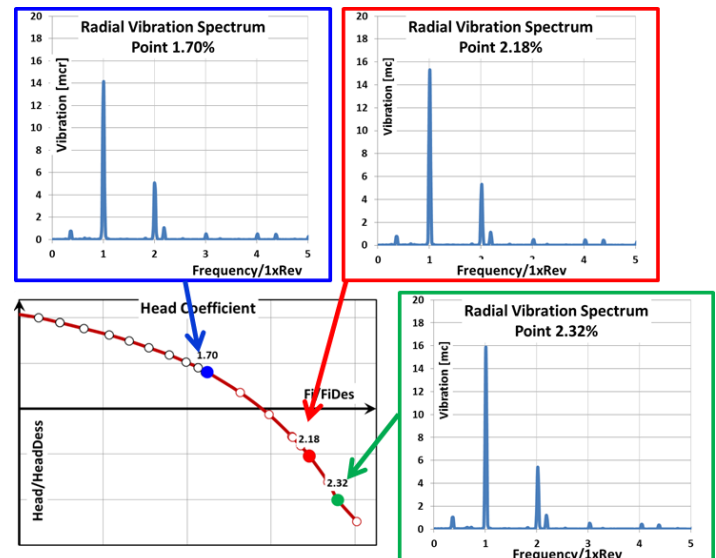 Radial Vibration Spectrum
Point 1.70%
Vibration [mcr]
20
18
16
14
12
10
8
6
4
2
0
0 1 2 3 4 5
Frequency/1xRev
Radial Vibration Spectrum
Point 2.18%
Vibration [mc]
20
18
16
14
12
10
8
6
4
2
0
0 1 2 3 4 5
Frequency/1xRev
Head Coefficient
1.70
Fi/FiDes
2.18
2.32
Head/HeadDess
Radial Vibration Spectrum
Point 2.32%
Vibration [mc]
20
18
16
14
12
10
8
6
4
2
0
0 1 2 3 4 5
Frequency/1xRev